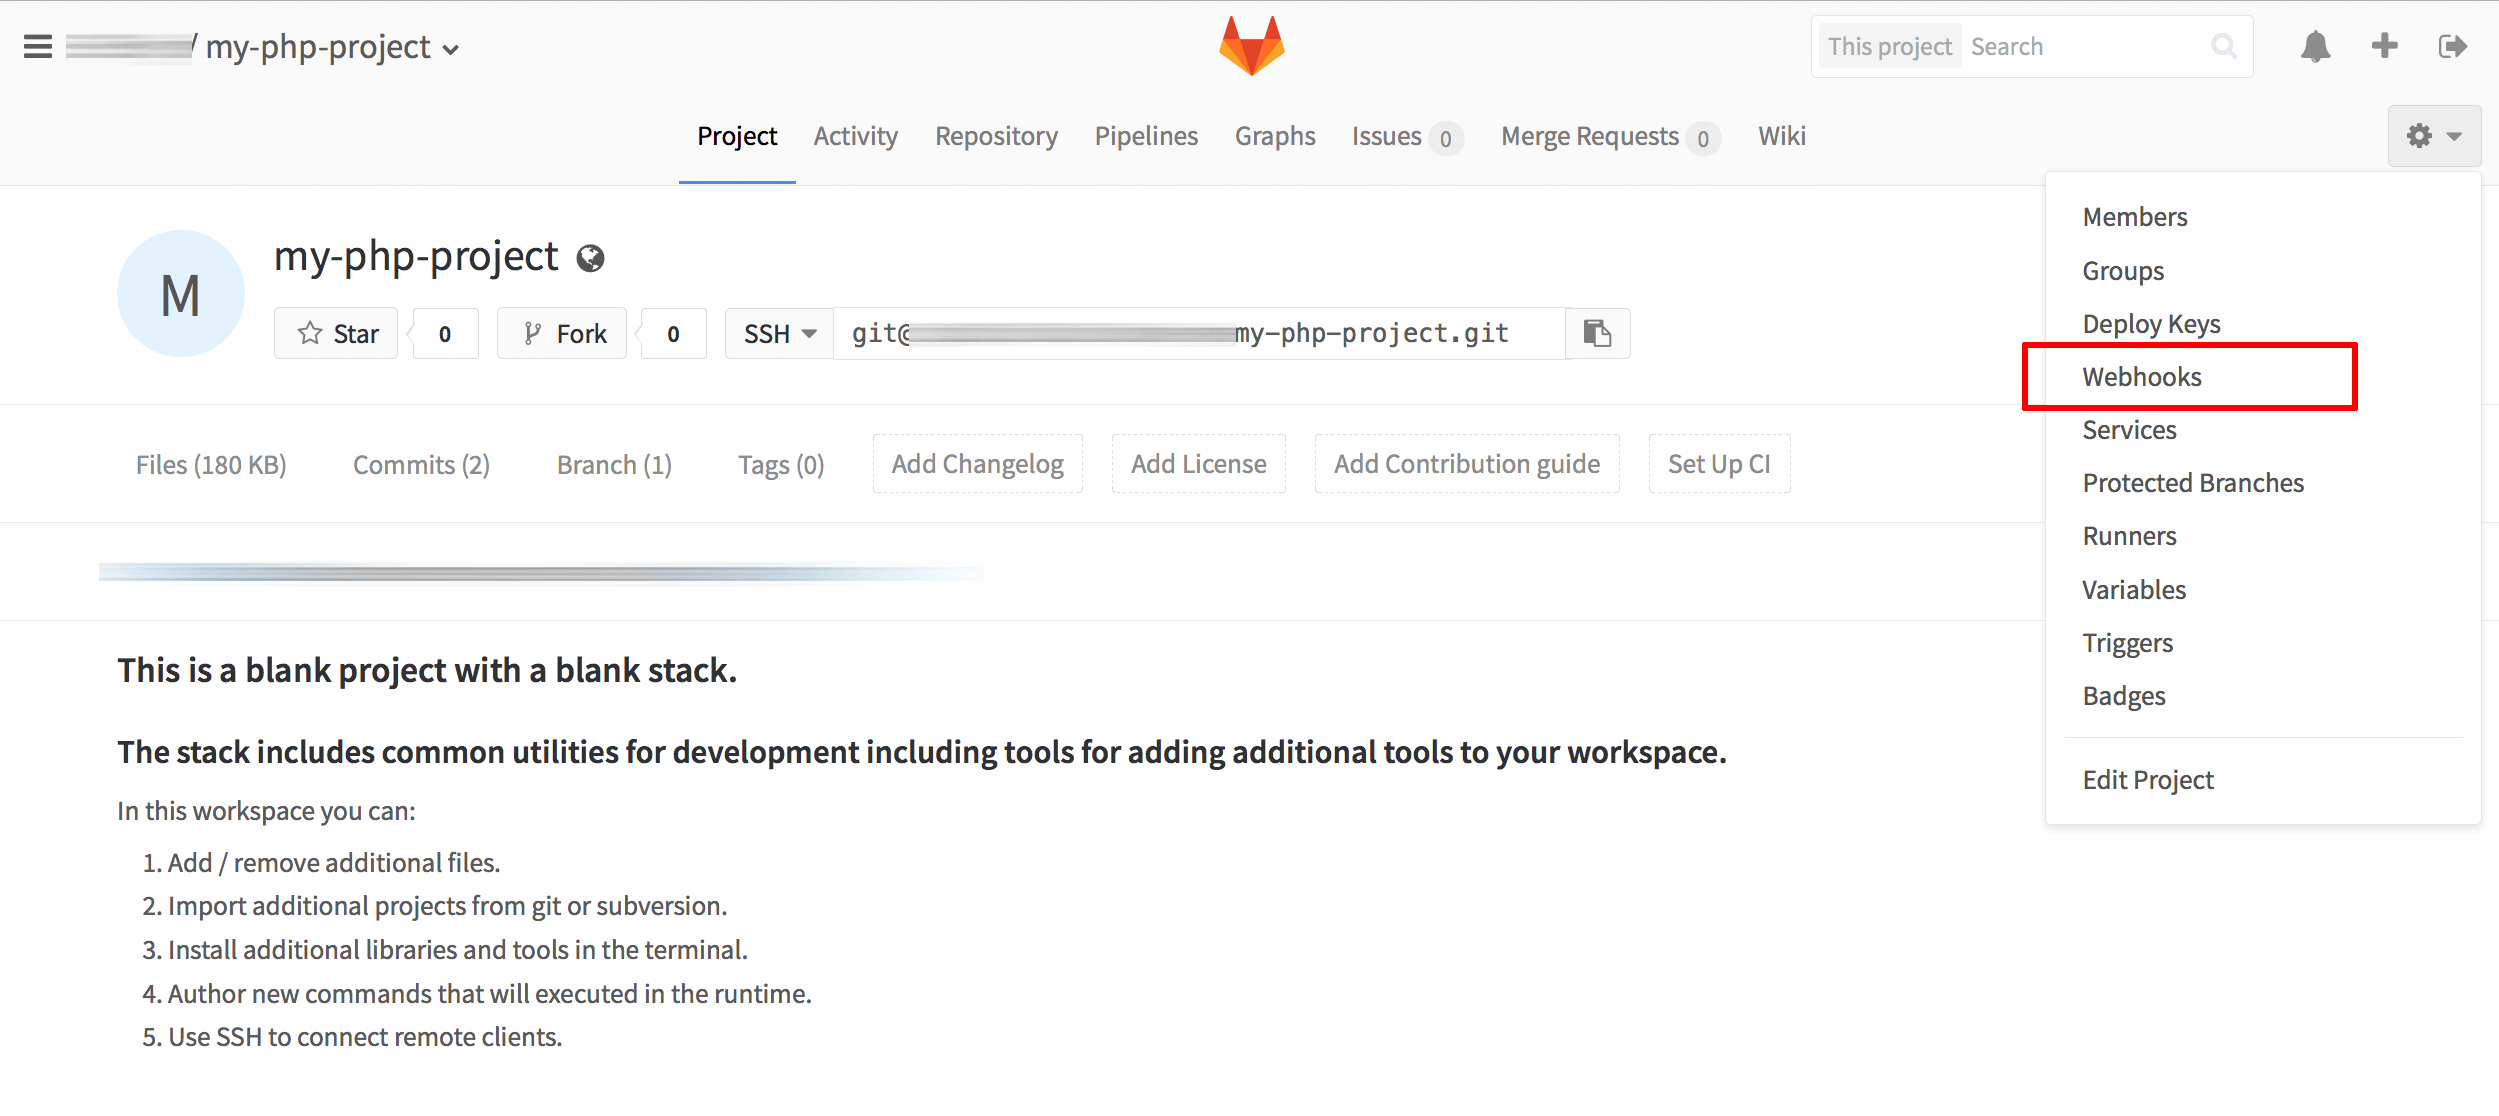 / my-php-project
This project Search
Project Activity Repository Pipelines Graphs Issues 0 Merge Requests 0 Wiki
M
my-php-project
Star 0 Fork 0 SSH git@ my-php-project.git
Files (180 KB) Commits (2) Branch (1) Tags (0) Add Changelog Add License Add Contribution guide Set Up CI
This is a blank project with a blank stack.
The stack includes common utilities for development including tools for adding additional tools to your workspace.
In this workspace you can:
1. Add / remove additional files.
2. Import additional projects from git or subversion.
3. Install additional libraries and tools in the terminal.
4. Author new commands that will executed in the runtime.
5. Use SSH to connect remote clients.
Members
Groups
Deploy Keys
Webhooks
Services
Protected Branches
Runners
Variables
Triggers
Badges
Edit Project